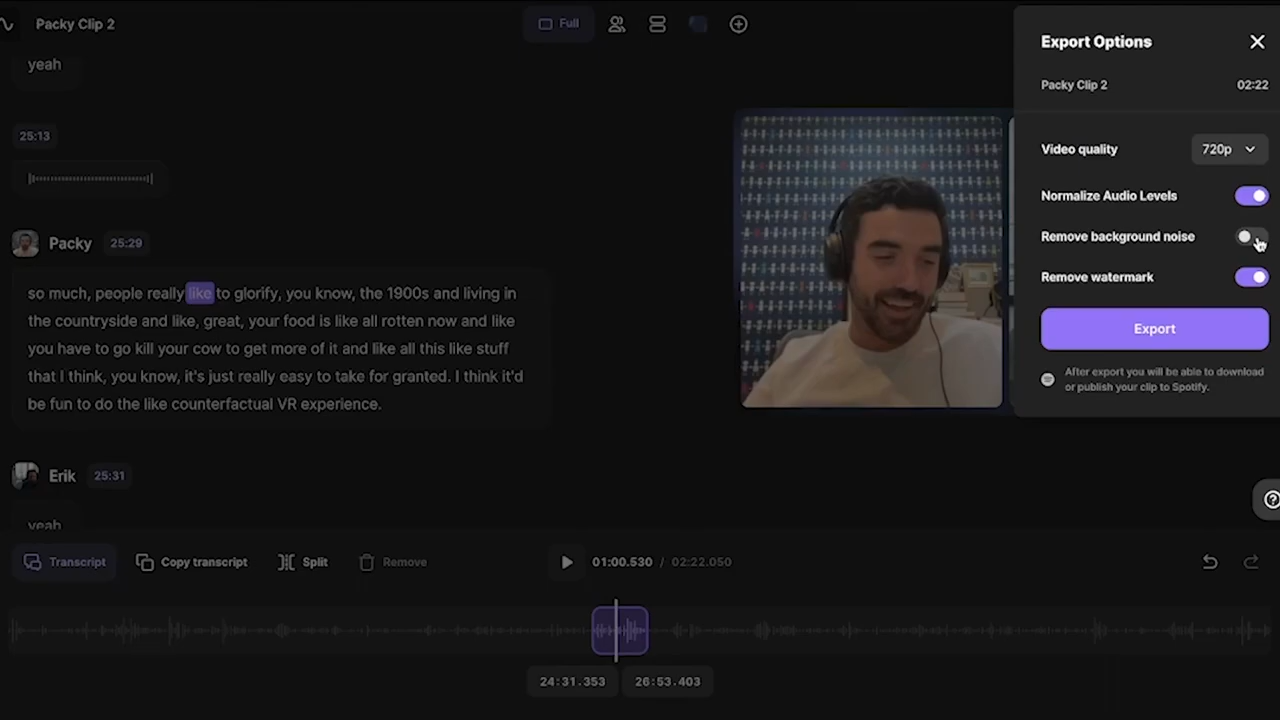 Packy Clip 2
Full
yeah
25:13
Packy 25:29
so much, people really like to glorify, you know, the 1900s and living in
the countryside and like, great, your food is like all rotten now and like
you have to go kill your cow to get more of it and like all this like stuff
that I think, you know, it's just really easy to take for granted. I think it'd
be fun to do the like counterfactual VR experience.
Erik 25:31
yeah
Export Options
Packy Clip 2 02:22
Video quality 720p
Normalize Audio Levels
Remove background noise
Remove watermark
Export
After export you will be able to download
or publish your clip to Spotify.
Transcript Copy transcript Split Remove 01:00.530 / 02:22.050
24:31.353 26:53.403